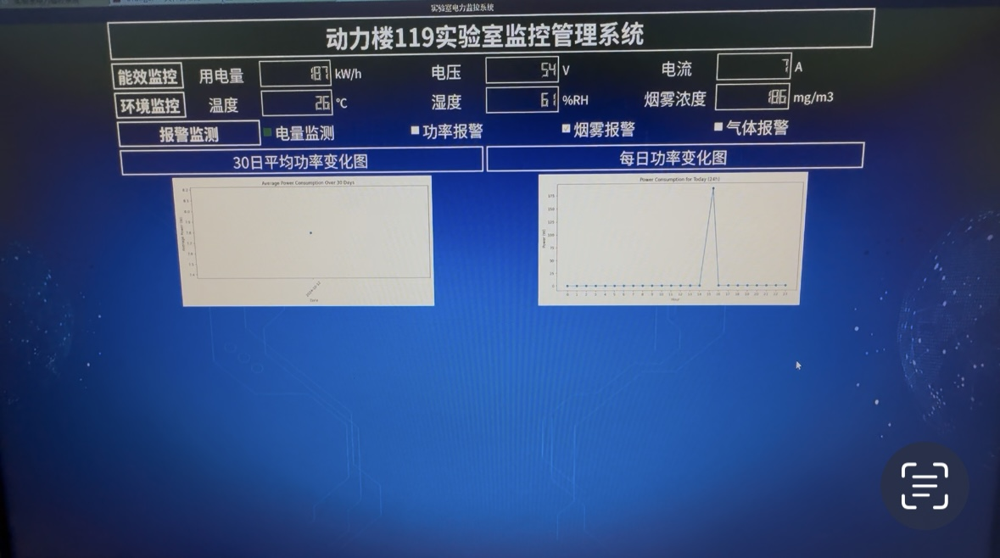 实验室电力监控系统
动力楼119实验室监控管理系统
能效监控 用电量 187 kW/h 电压 54 V 电流 7 A
环境监控 温度 26 ℃ 湿度 61 %RH 烟雾浓度 186 mg/m3
报警监测 电量监测 功率报警 烟雾报警 气体报警
30日平均功率变化图 每日功率变化图
Average Power Consumption Over 30 Days
Average Power (W)
Date
Power Consumption for Today (24h)
175
150
125
100
75
50
25
0
Power (W)
0 1 2 3 4 5 6 7 8 9 10 11 12 13 14 15 16 17 18 19 20 21 22 23
Hour